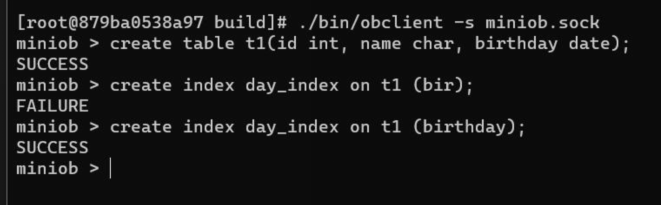 [root@879ba0538a97 build]# ./bin/obclient -s miniob.sock
miniob > create table t1(id int, name char, birthday date);
SUCCESS
miniob > create index day_index on t1 (bir);
FAILURE
miniob > create index day_index on t1 (birthday);
SUCCESS
miniob >